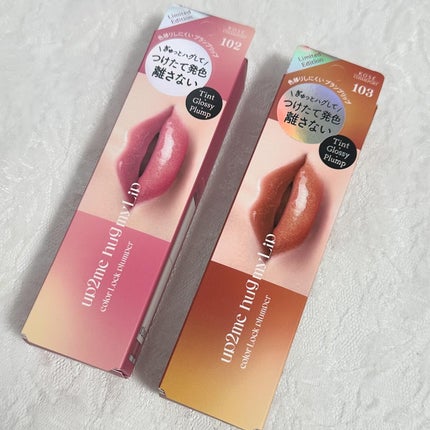 Limited
Edition
KOSÉ
102
色移りしにくいプランプリップ
\ぎゅっとハグして/
つけたて発色
離さない
Tint
Glossy
Plump
up2me hug my Lip
color Lock plumper
Limited
Edition
KOSÉ
103
色移りしにくいプランプリップ
\ぎゅっとハグして/
つけたて発色
離さない
Tint
Glossy
Plump
up2me hug my Lip
color Lock plumper